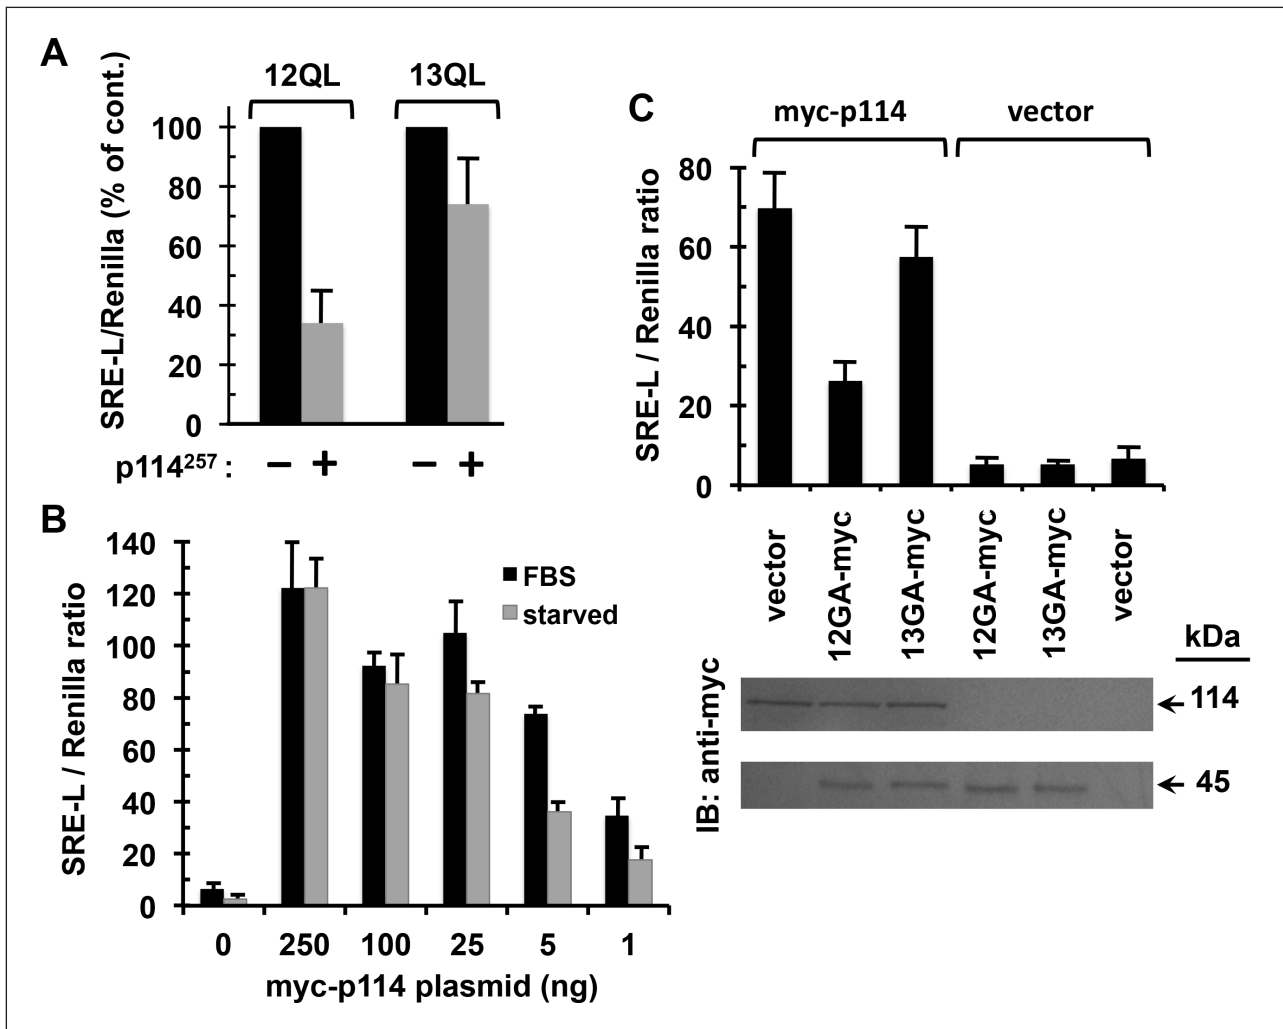 A
12QL 13QL
SRE-L/Renilla (% of cont.)
100
80
60
40
20
0
p114257 : – + – +
B
SRE-L / Renilla ratio
140
120
100
80
60
40
20
0
FBS
starved
0 250 100 25 5 1
myc-p114 plasmid (ng)
C
myc-p114 vector
SRE-L / Renilla ratio
80
60
40
20
0
vector
12GA-myc
13GA-myc
12GA-myc
13GA-myc
vector
kDa
IB: anti-myc
114
45